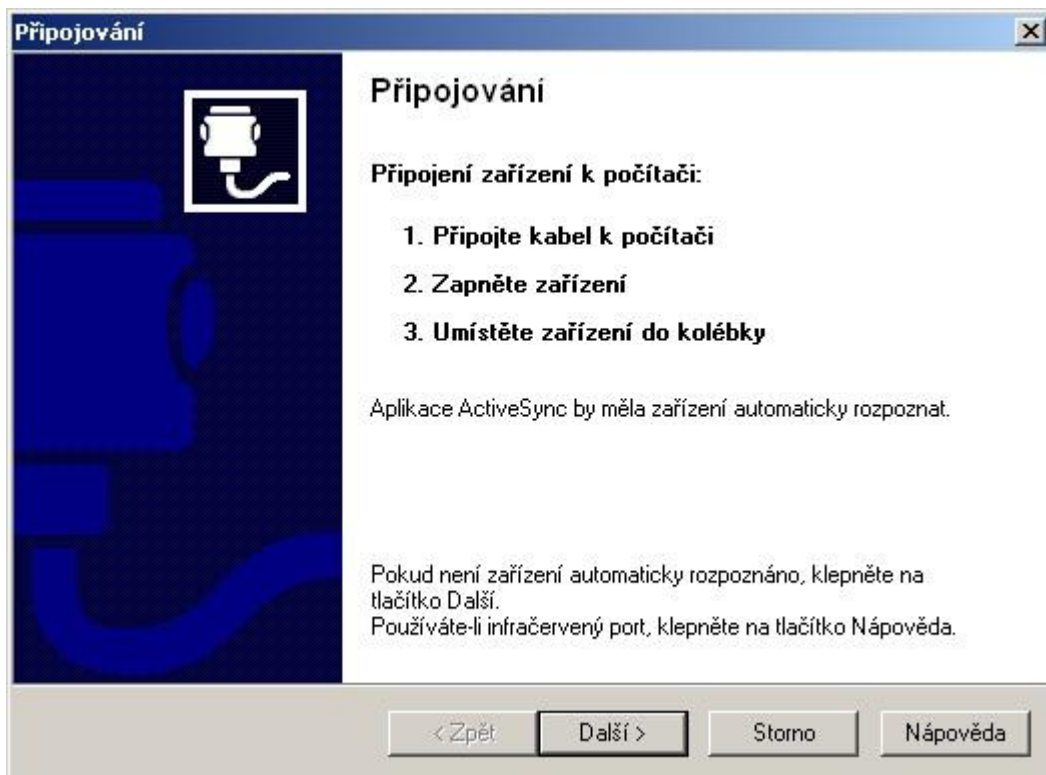 Připojování
Připojování
Připojení zařízení k počítači:
1. Připojte kabel k počítači
2. Zapněte zařízení
3. Umístěte zařízení do kolébky
Aplikace ActiveSync by měla zařízení automaticky rozpoznat.
Pokud není zařízení automaticky rozpoznáno, klepněte na
tlačítko Další.
Používáte-li infračervený port, klepněte na tlačítko Nápověda.
< Zpět
Další >
Storno
Nápověda